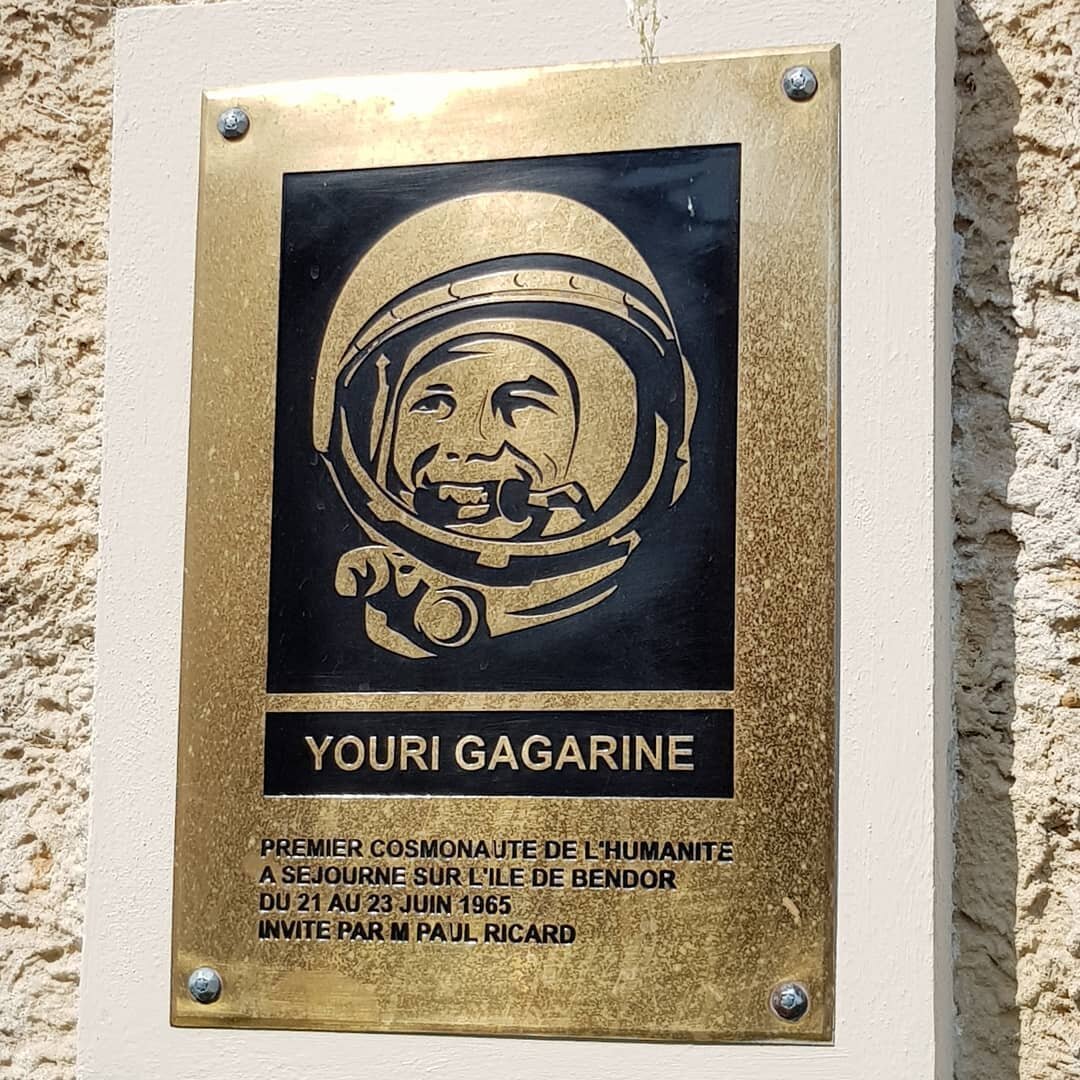 YOURI GAGARINE
PREMIER COSMONAUTE DE L'HUMANITE
A SEJOURNE SUR L'ILE DE BENDOR
DU 21 AU 23 JUIN 1965
INVITE PAR M PAUL RICARD